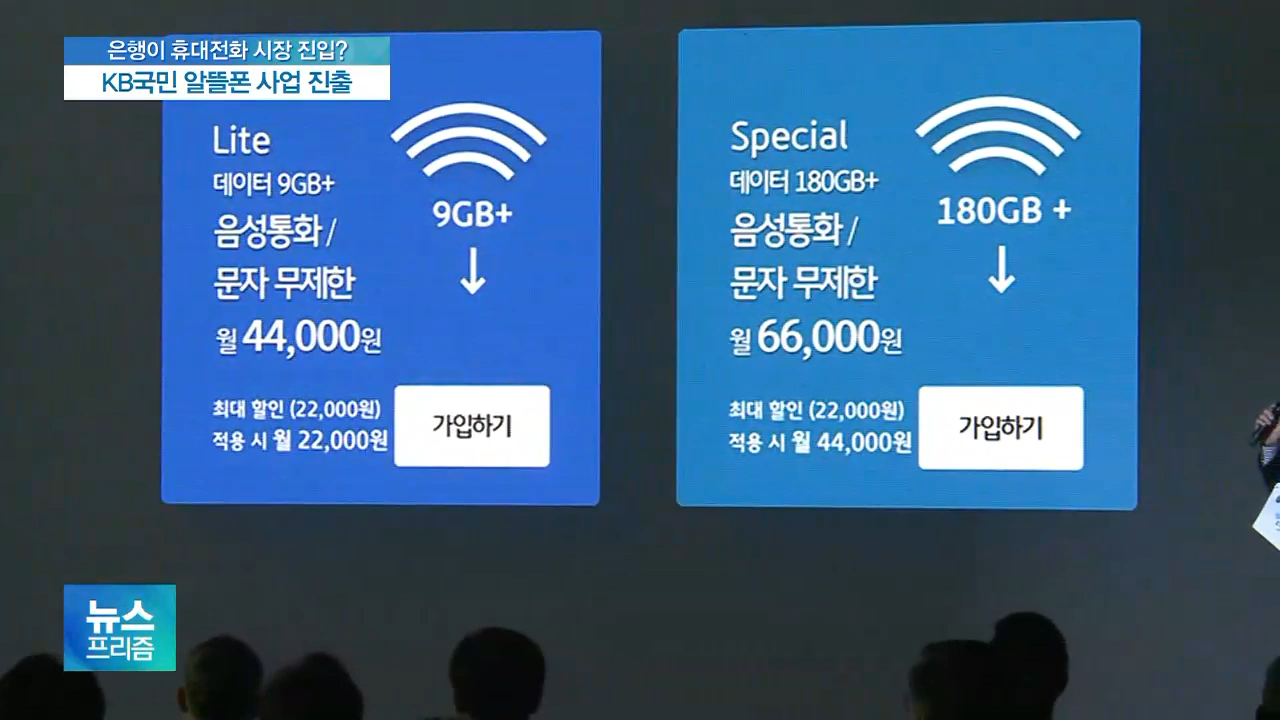 은행이 휴대전화 시장 진입?
KB국민 알뜰폰 사업 진출
Lite
데이터 9GB+
음성통화 /
문자 무제한
월 44,000원
최대 할인 (22,000원)
적용 시 월 22,000원
9GB+
가입하기
Special
데이터 180GB+
음성통화 /
문자 무제한
월 66,000원
최대 할인 (22,000원)
적용 시 월 44,000원
180GB +
가입하기
뉴스
프리즘